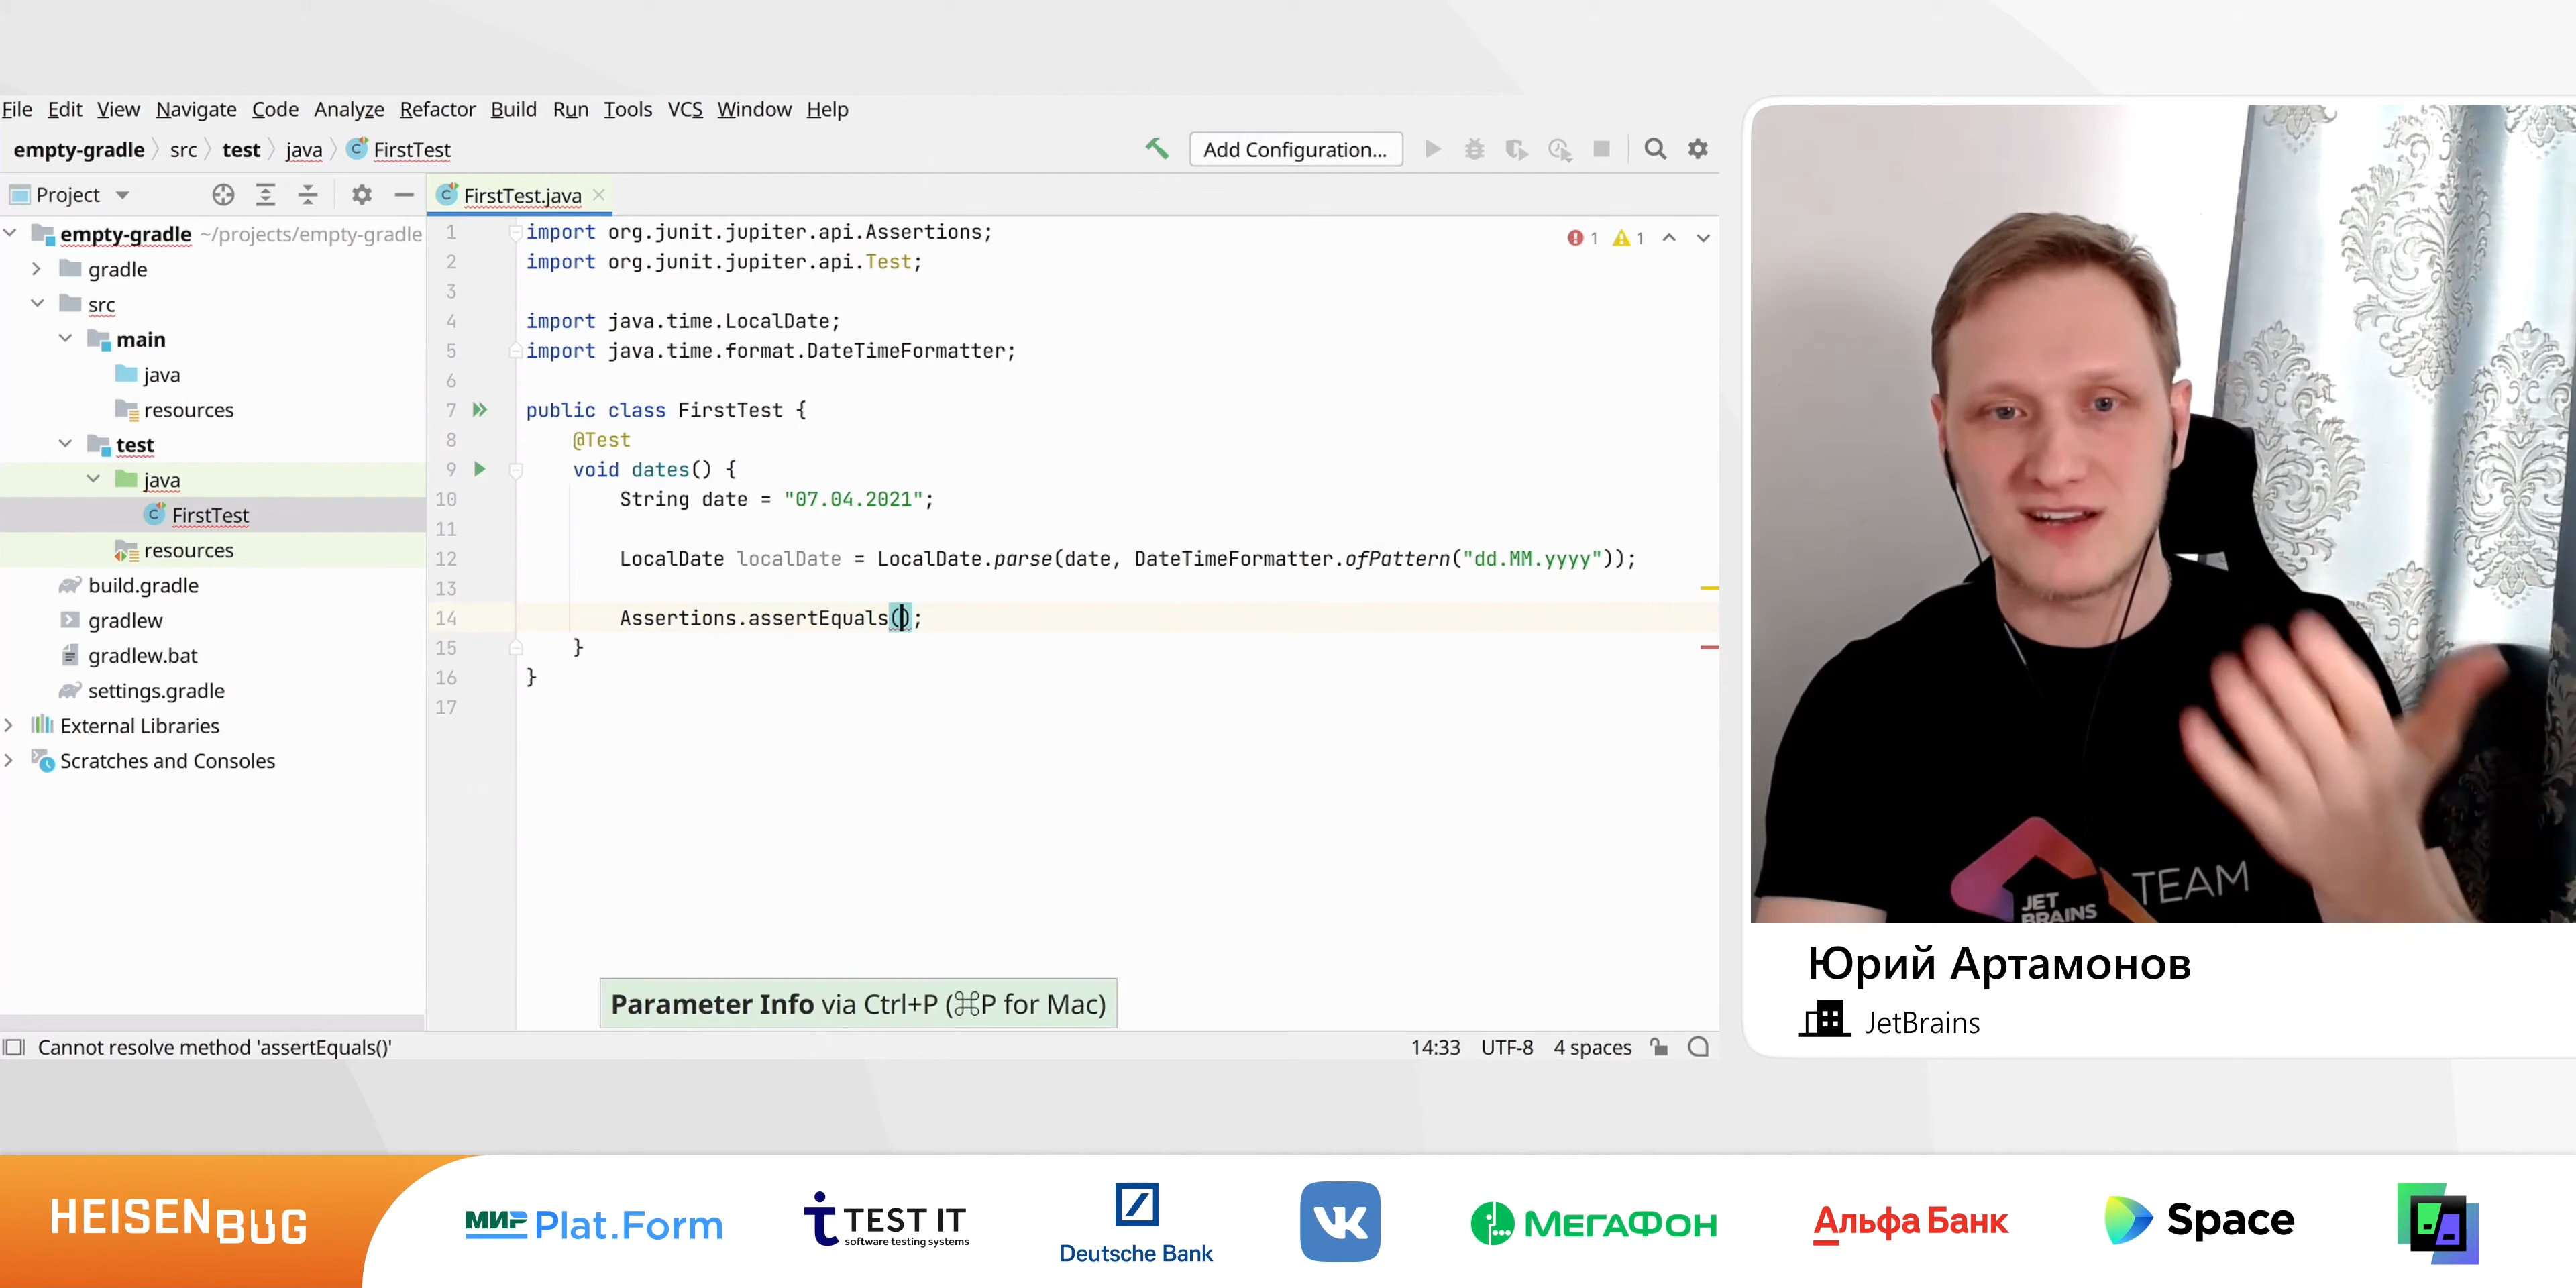 File Edit View Navigate Code Analyze Refactor Build Run Tools VCS Window Help
empty-gradle src test java FirstTest
Add Configuration...
Project
FirstTest.java
empty-gradle ~/projects/empty-gradle
gradle
src
main
java
resources
test
java
FirstTest
resources
build.gradle
gradlew
gradlew.bat
settings.gradle
External Libraries
Scratches and Consoles
1 1
1 import org.junit.jupiter.api.Assertions;
2 import org.junit.jupiter.api.Test;
3
4 import java.time.LocalDate;
5 import java.time.format.DateTimeFormatter;
6
7 public class FirstTest {
8 @Test
9 void dates() {
10 String date = "07.04.2021";
11
12 LocalDate localDate = LocalDate.parse(date, DateTimeFormatter.ofPattern("dd.MM.yyyy"));
13
14 Assertions.assertEquals();
15 }
16 }
17
Parameter Info via Ctrl+P (⌘P for Mac)
Cannot resolve method 'assertEquals()'
14:33 UTF-8 4 spaces
JET BRAINS
TEAM
Юрий Артамонов
JetBrains
HEISENBUG
МИР Plat.Form
TEST IT
software testing systems
Deutsche Bank
VK
МЕГАФОН
Альфа Банк
Space